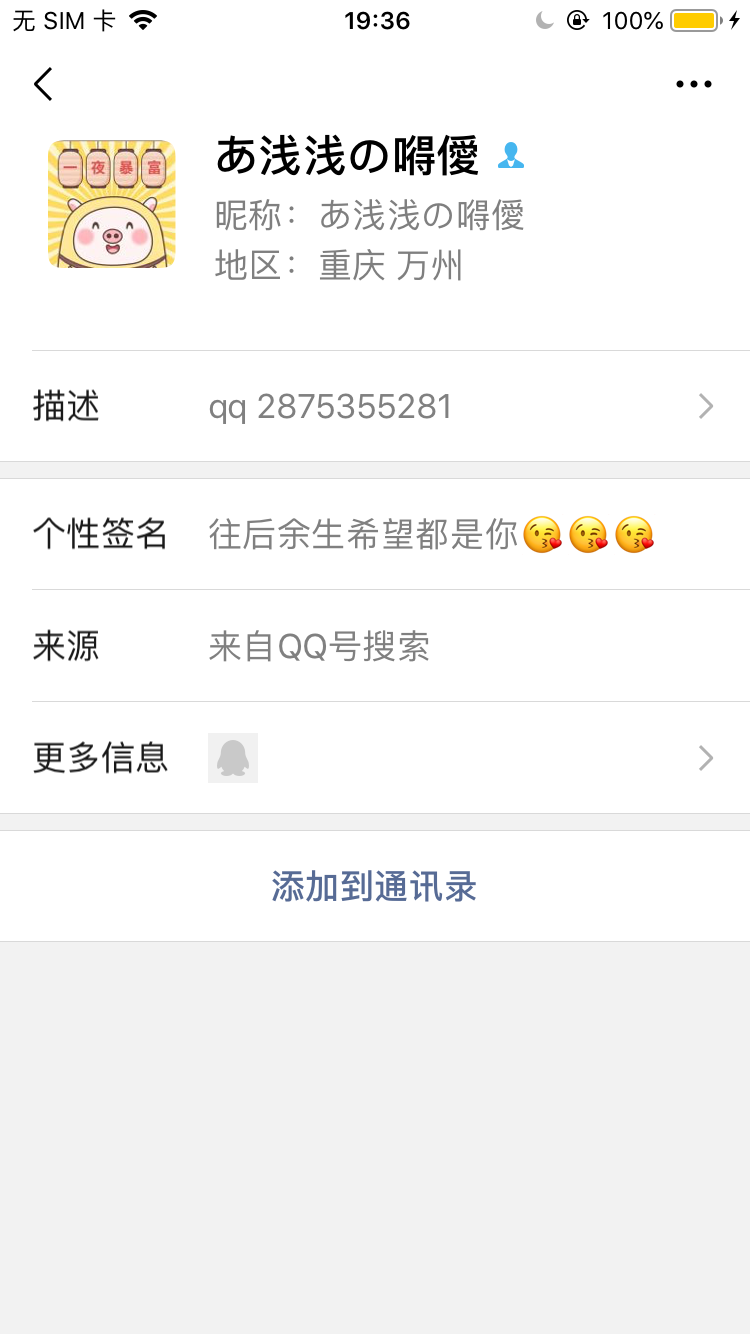 无 SIM 卡
19:36
100%
一夜暴富
あ浅浅の嘚僾
昵称：あ浅浅の嘚僾
地区：重庆 万州
描述
qq 2875355281
个性签名
往后余生希望都是你😘😘😘
来源
来自QQ号搜索
更多信息
添加到通讯录